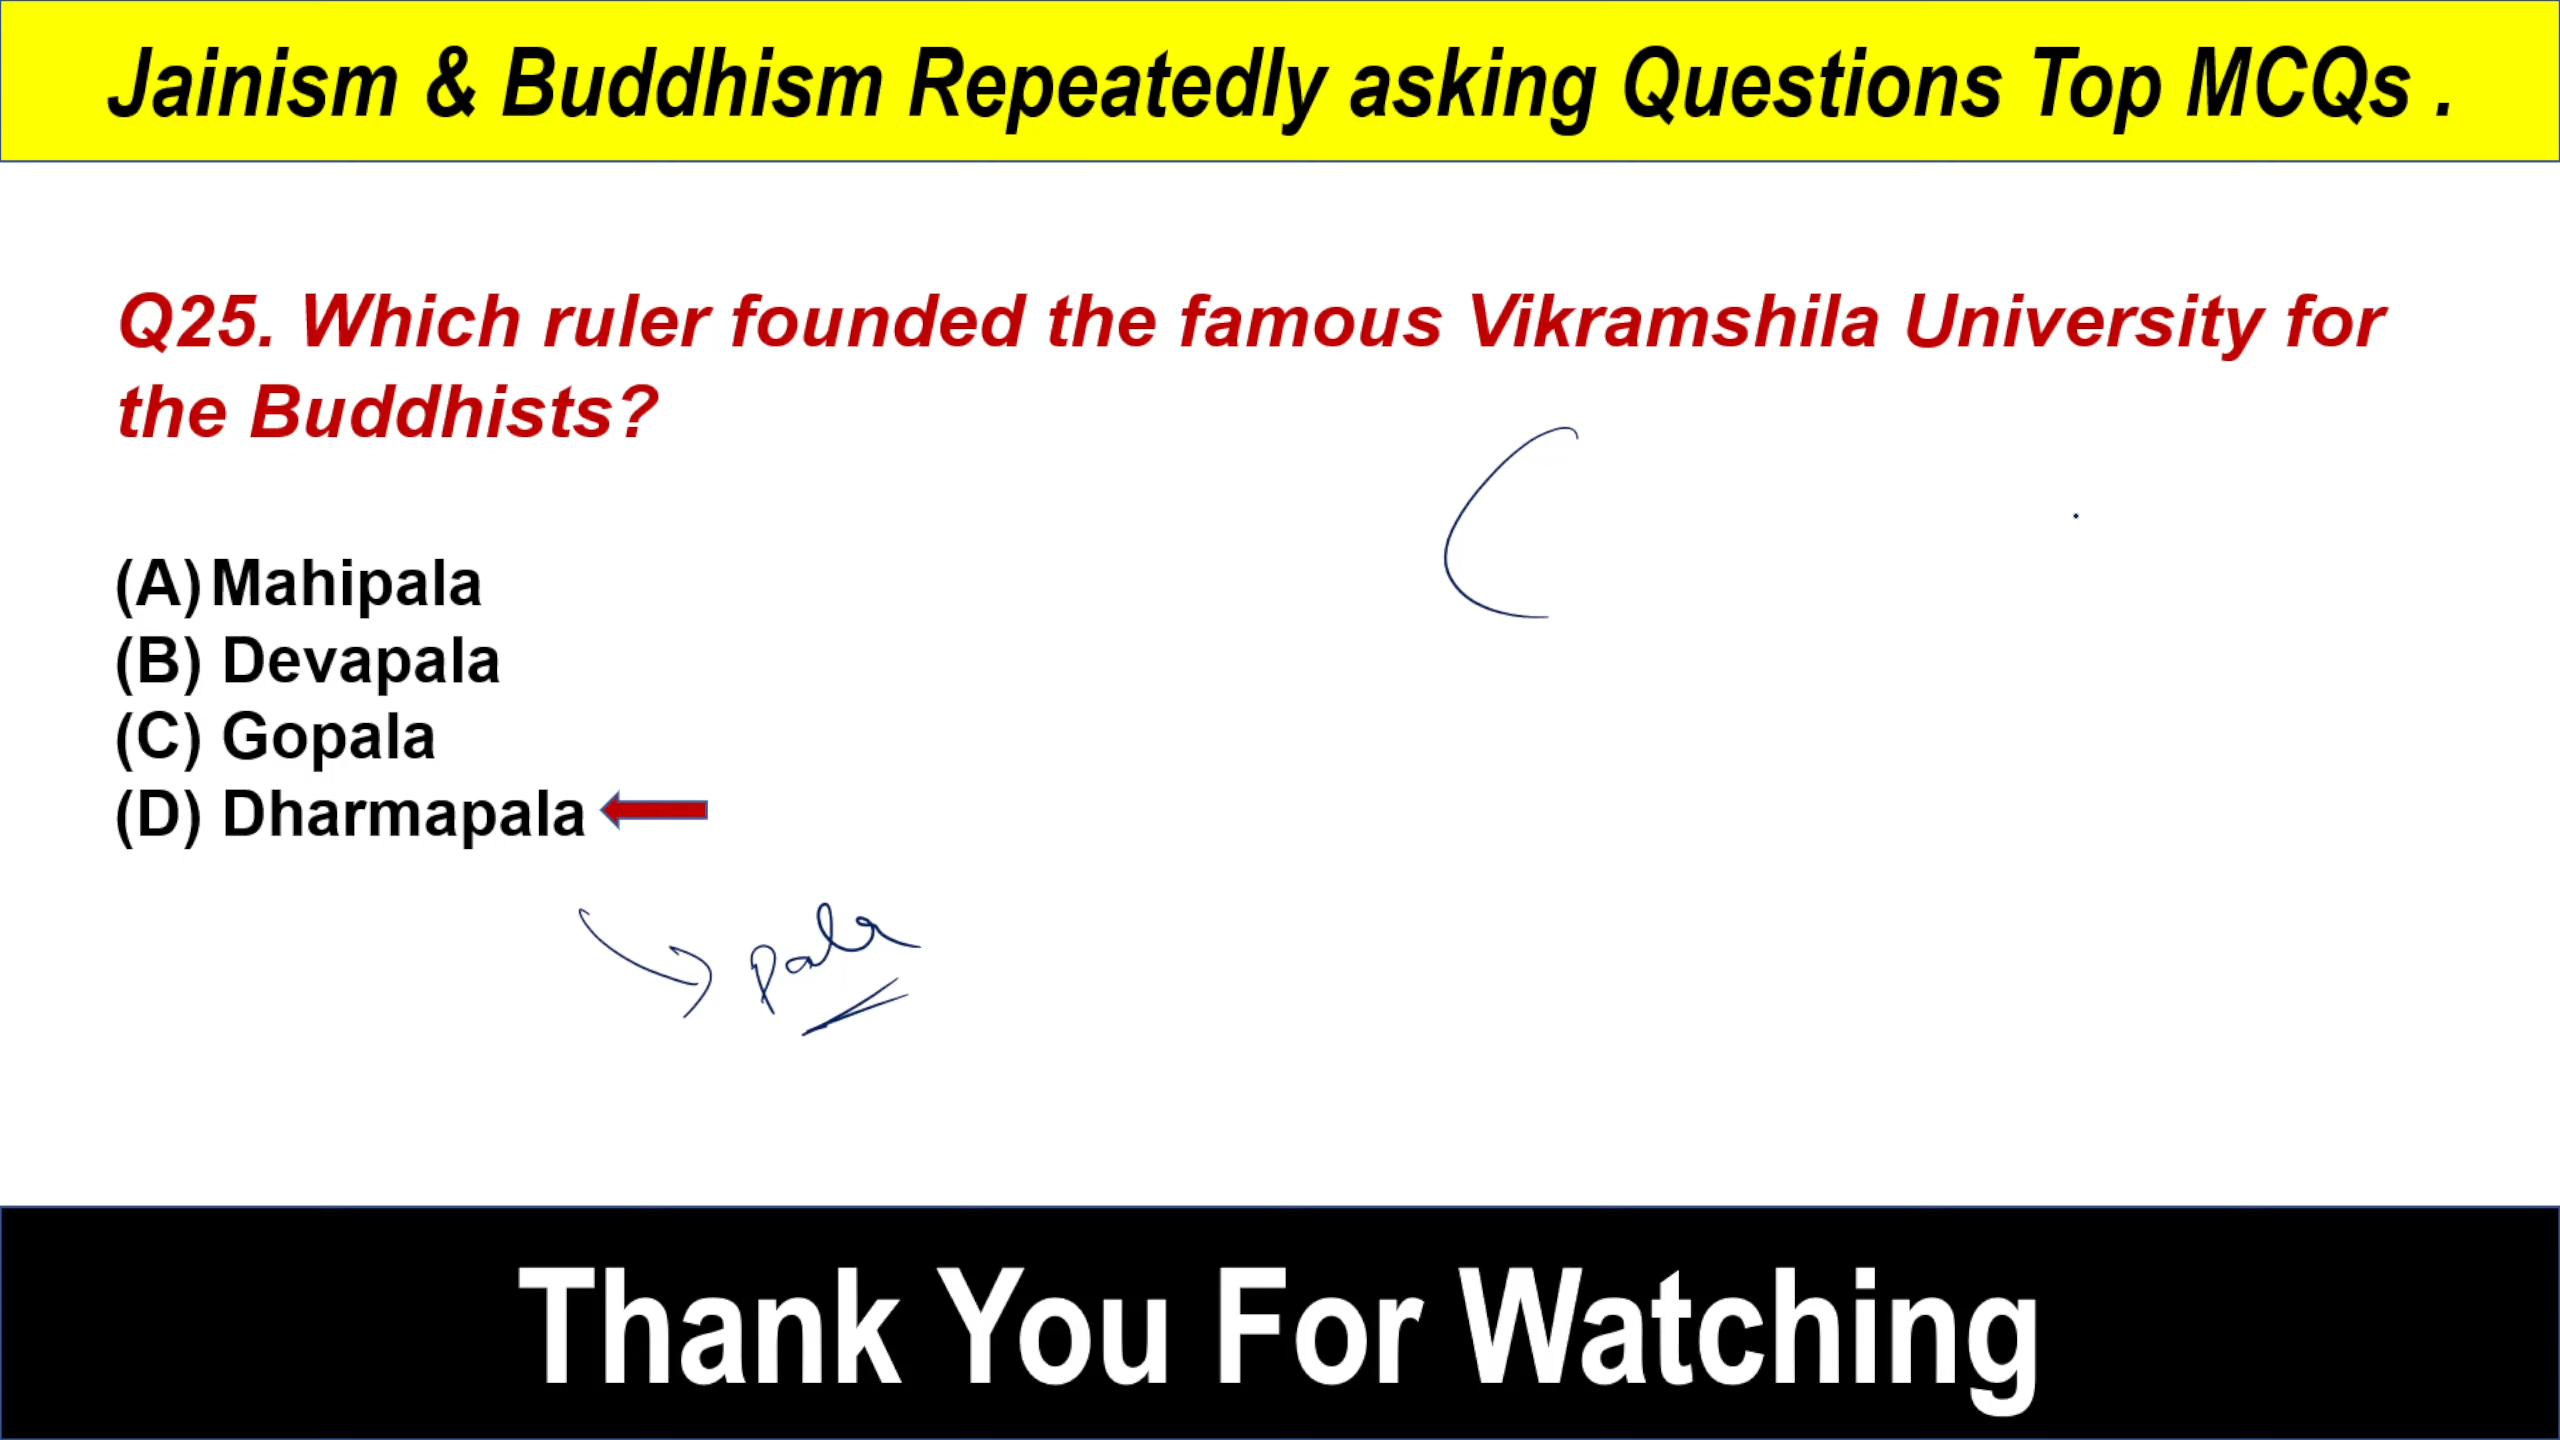 Jainism & Buddhism Repeatedly asking Questions Top MCQs .
Q25. Which ruler founded the famous Vikramshila University for
the Buddhists?
(A) Mahipala
(B) Devapala
(C) Gopala
(D) Dharmapala
pala
Thank You For Watching